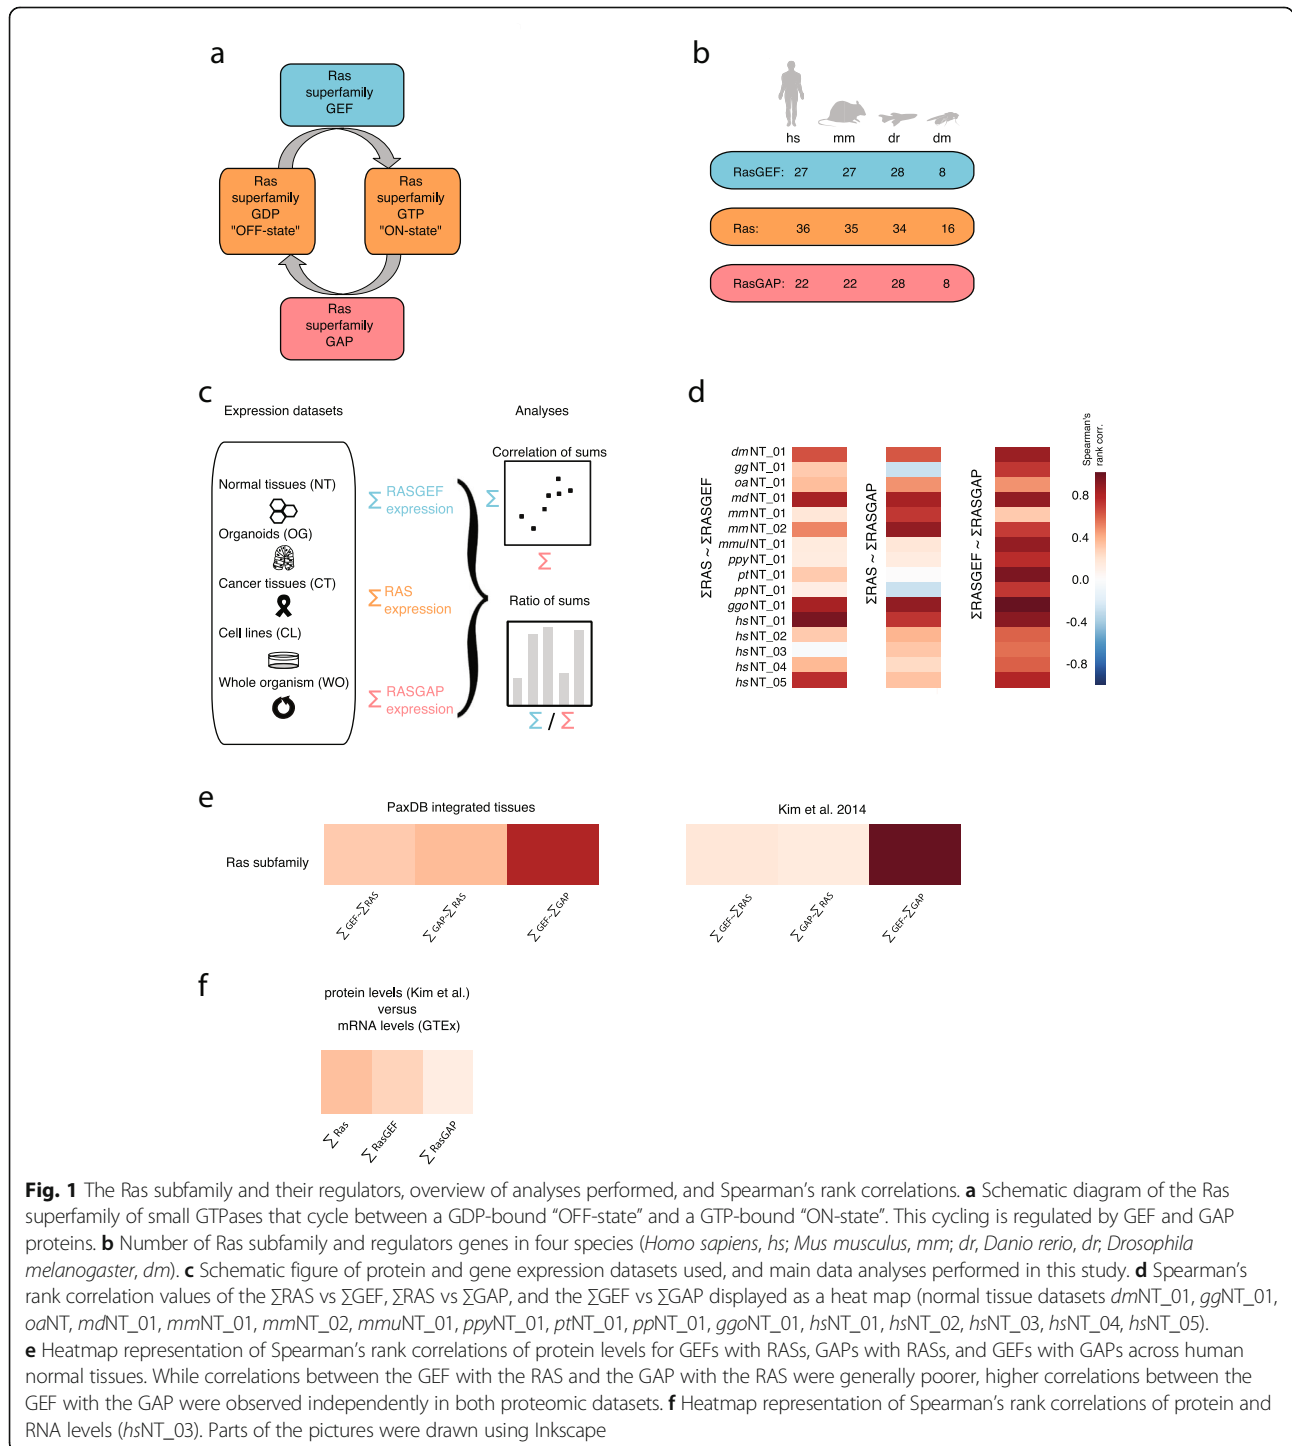 a
Ras
superfamily
GEF
Ras
superfamily
GDP
"OFF-state"
Ras
superfamily
GTP
"ON-state"
Ras
superfamily
GAP
b
hs mm dr dm
RasGEF: 27 27 28 8
Ras: 36 35 34 16
RasGAP: 22 22 28 8
c
Expression datasets
Analyses
Normal tissues (NT)
Organoids (OG)
Cancer tissues (CT)
Cell lines (CL)
Whole organism (WO)
Σ RASGEF
expression
Σ RAS
expression
Σ RASGAP
expression
Correlation of sums
Σ
Σ
Ratio of sums
Σ / Σ
d
ΣRAS ~ ΣRASGEF
dmNT_01
ggNT_01
oaNT_01
mdNT_01
mmNT_01
mmNT_02
mmulNT_01
ppyNT_01
ptNT_01
ppNT_01
ggoNT_01
hsNT_01
hsNT_02
hsNT_03
hsNT_04
hsNT_05
ΣRAS ~ ΣRASGAP
ΣRASGEF ~ ΣRASGAP
Spearman's
rank corr.
0.8
0.4
0.0
-0.4
-0.8
e
PaxDB integrated tissues
Kim et al. 2014
Ras subfamily
ΣGEF~ΣRAS
ΣGAP~ΣRAS
ΣGEF~ΣGAP
ΣGEF~ΣRAS
ΣGAP~ΣRAS
ΣGEF~ΣGAP
f
protein levels (Kim et al.)
versus
mRNA levels (GTEx)
ΣRas
ΣRasGEF
ΣRasGAP
Fig. 1 The Ras subfamily and their regulators, overview of analyses performed, and Spearman's rank correlations. a Schematic diagram of the Ras
superfamily of small GTPases that cycle between a GDP-bound “OFF-state” and a GTP-bound “ON-state”. This cycling is regulated by GEF and GAP
proteins. b Number of Ras subfamily and regulators genes in four species (Homo sapiens, hs; Mus musculus, mm; dr, Danio rerio, dr; Drosophila
melanogaster, dm). c Schematic figure of protein and gene expression datasets used, and main data analyses performed in this study. d Spearman's
rank correlation values of the ∑RAS vs ∑GEF, ∑RAS vs ∑GAP, and the ∑GEF vs ∑GAP displayed as a heat map (normal tissue datasets dmNT_01, ggNT_01,
oaNT, mdNT_01, mmNT_01, mmNT_02, mmuNT_01, ppyNT_01, ptNT_01, ppNT_01, ggoNT_01, hsNT_01, hsNT_02, hsNT_03, hsNT_04, hsNT_05).
e Heatmap representation of Spearman's rank correlations of protein levels for GEFs with RASs, GAPs with RASs, and GEFs with GAPs across human
normal tissues. While correlations between the GEF with the RAS and the GAP with the RAS were generally poorer, higher correlations between the
GEF with the GAP were observed independently in both proteomic datasets. f Heatmap representation of Spearman's rank correlations of protein and
RNA levels (hsNT_03). Parts of the pictures were drawn using Inkscape